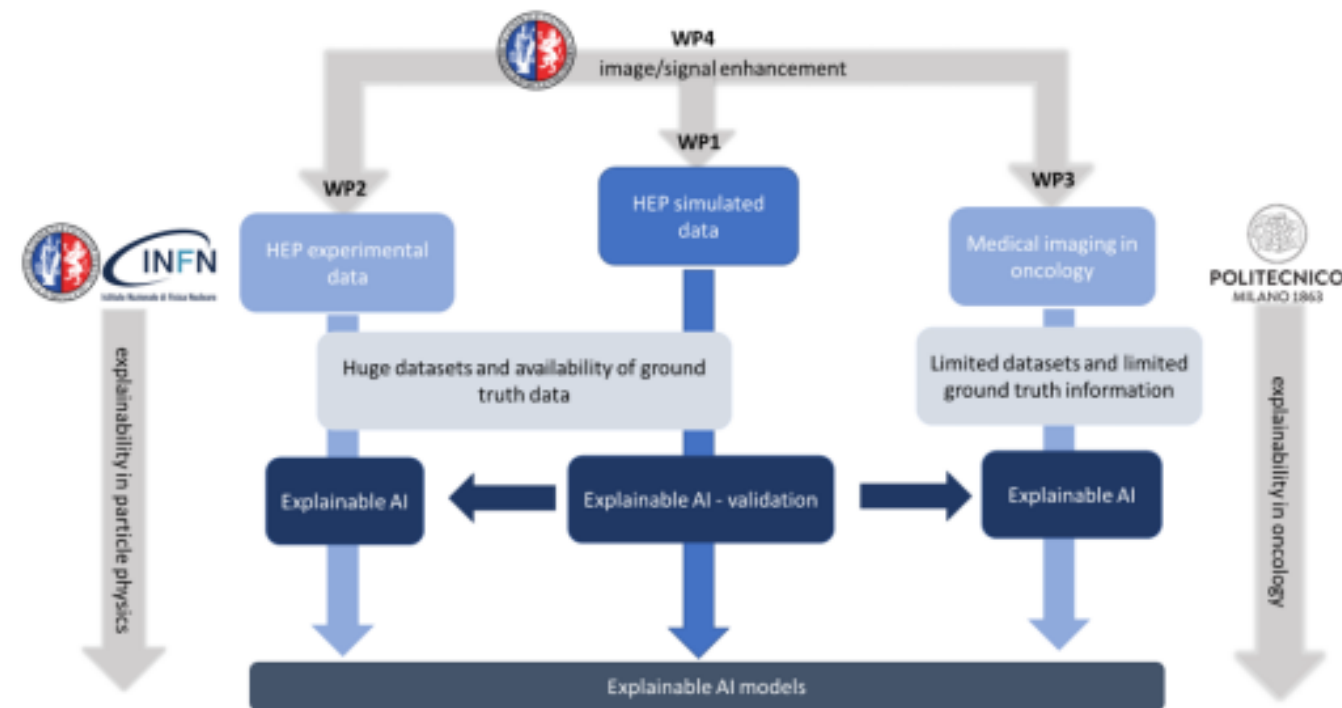 WP4
image/signal enhancement
WP1
WP2
WP3
HEP simulated
data
HEP experimental
data
Medical imaging in
oncology
INFN
POLITECNICO
MILANO 1863
Huge datasets and availability of ground
truth data
Limited datasets and limited
ground truth information
explainability in particle physics
explainability in oncology
Explainable AI
Explainable AI - validation
Explainable AI
Explainable AI models